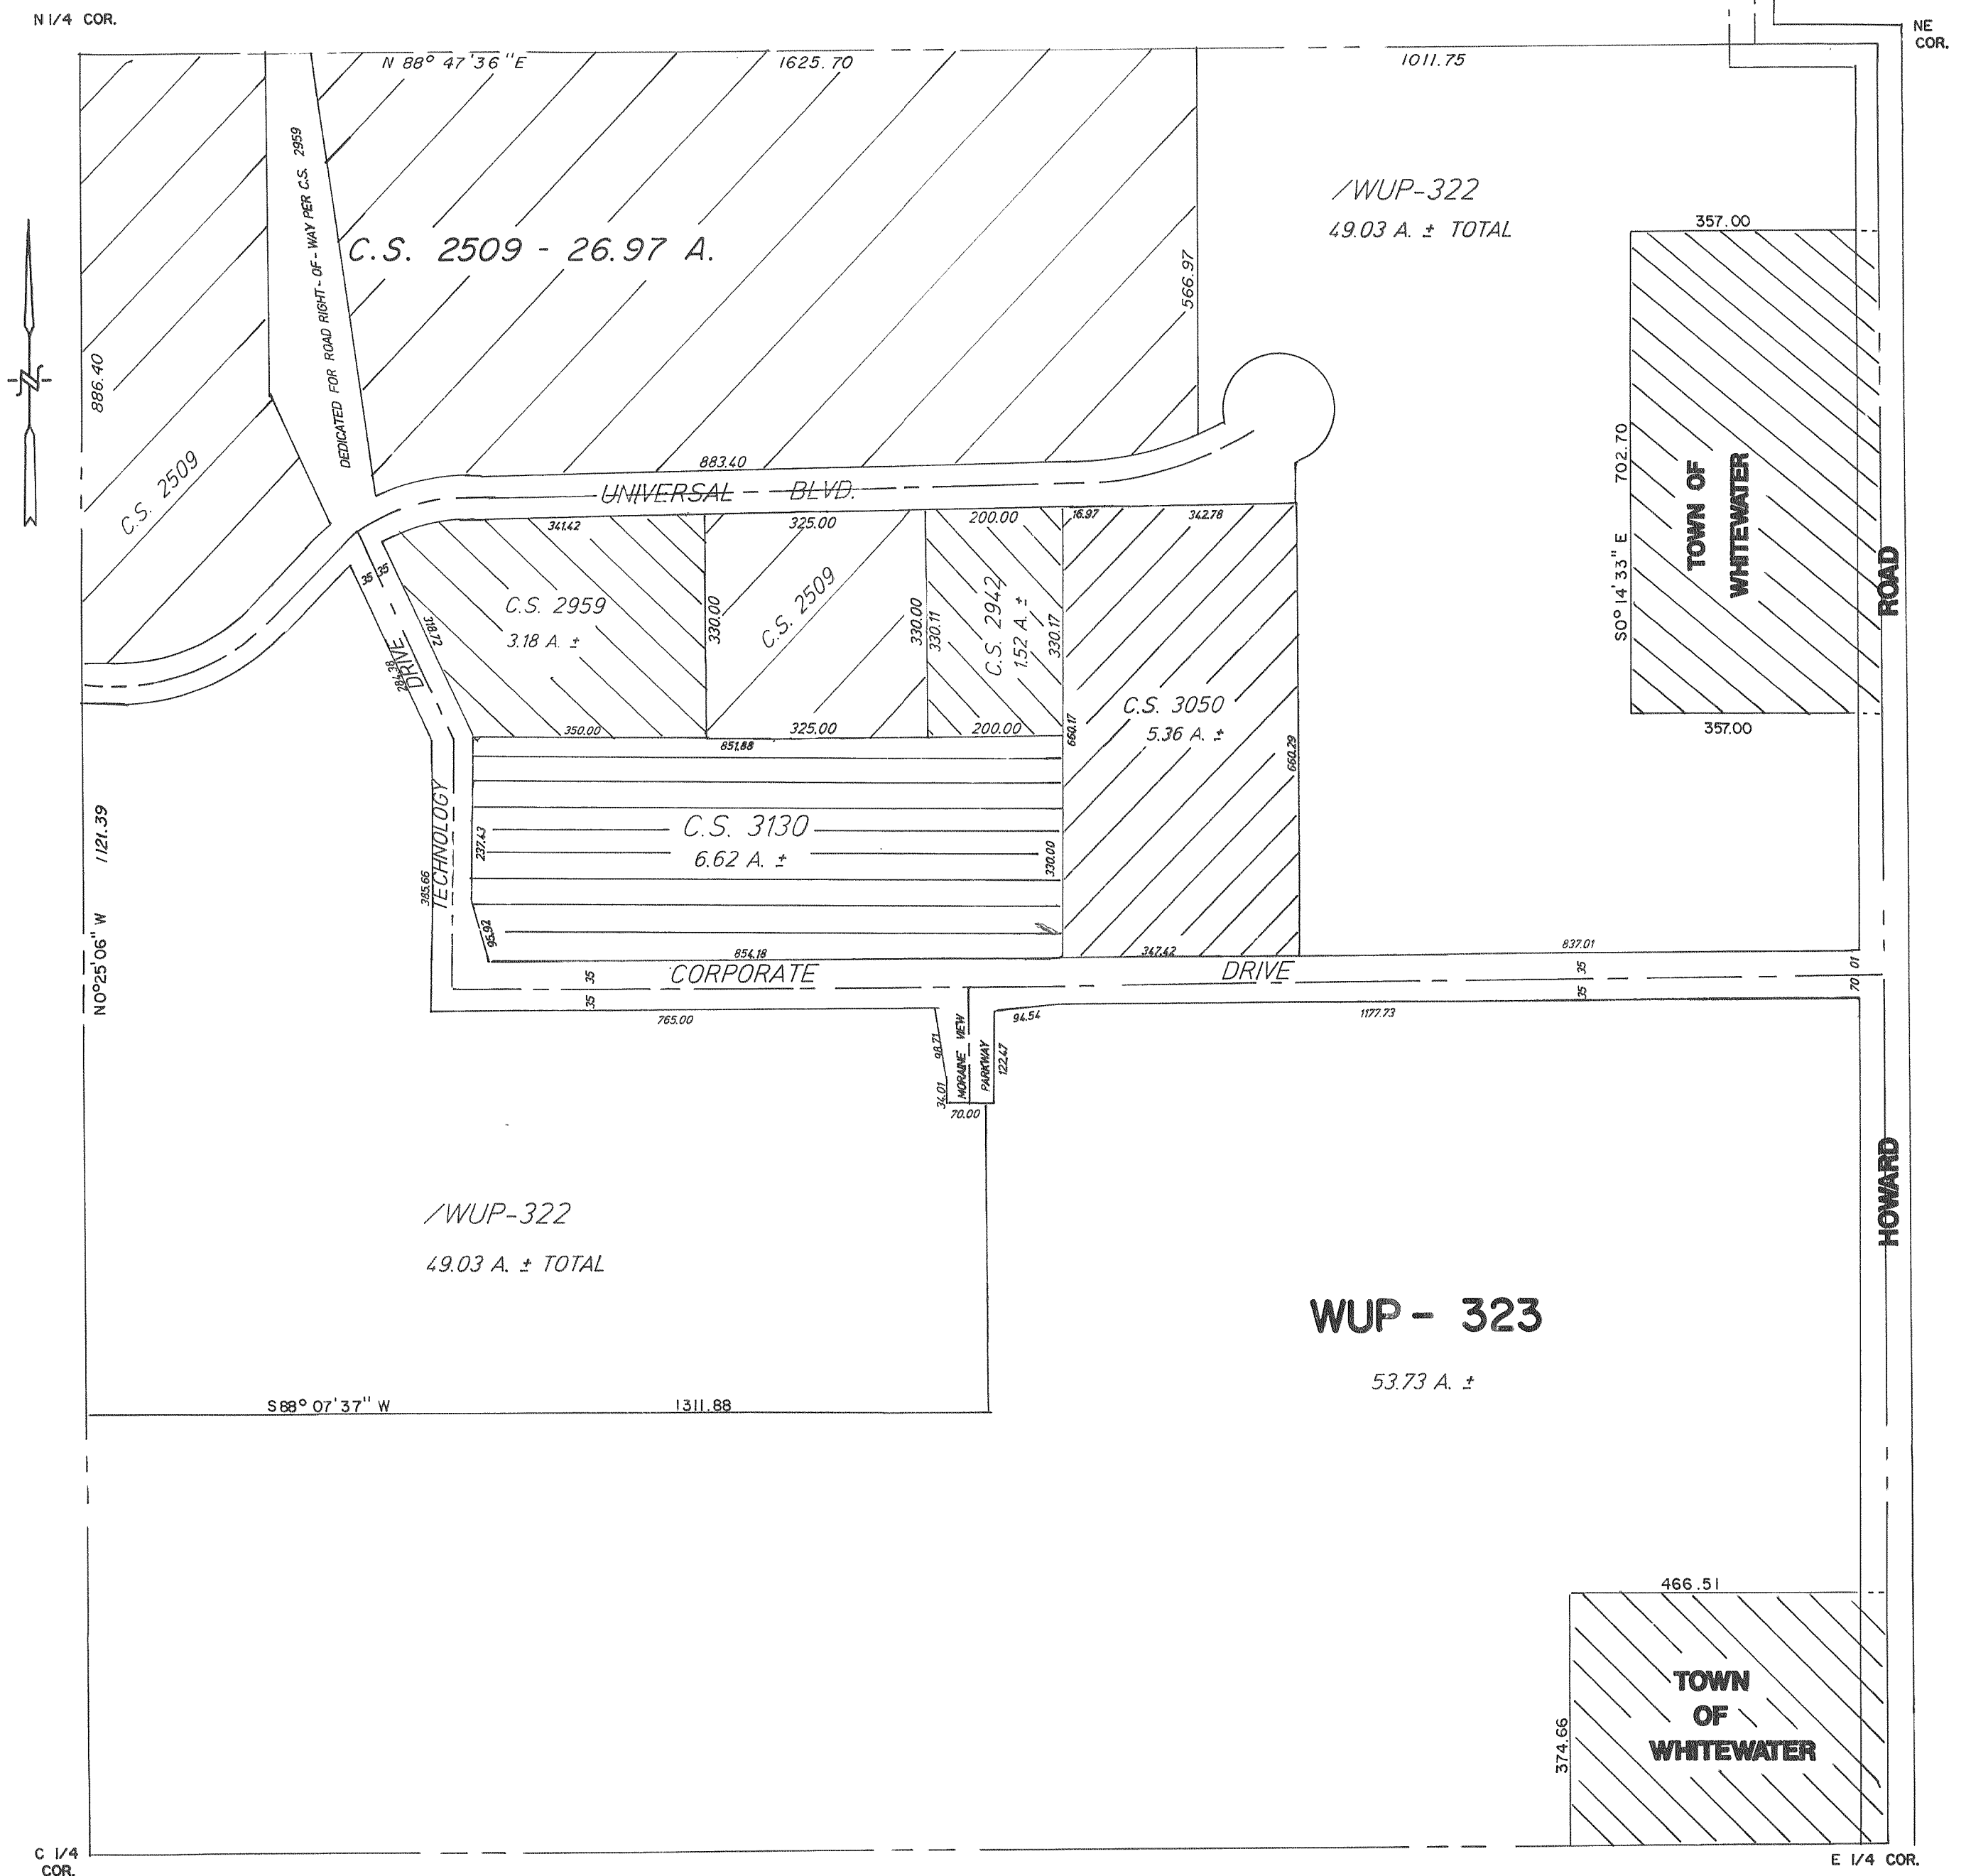 N 1/4 COR.
NE
COR.
N 88° 47'36"E
1625.70
1011.75
DEDICATED FOR ROAD RIGHT-OF-WAY PER C.S. 2959
/WUP-322
49.03 A. ± TOTAL
357.00
C.S. 2509 - 26.97 A.
566.97
886.40
C.S. 2509
S0° 14' 33" E 702.70
TOWN OF
WHITEWATER
ROAD
357.00
883.40
UNIVERSAL BLVD.
341.42
325.00
200.00
16.97
342.78
35
35
C.S. 2959
3.18 A. ±
318.72
284.38
DRIVE
330.00
C.S. 2509
330.00
330.11
C.S. 2942
1.52 A. ±
330.17
C.S. 3050
5.36 A. ±
660.17
660.29
350.00
325.00
200.00
851.88
TECHNOLOGY
385.66
237.43
C.S. 3130
6.62 A. ±
330.00
95.92
N0°25'06" W 1121.39
854.18
347.42
837.01
CORPORATE DRIVE
35
35
35
35
70.01
765.00
94.54
1177.73
98.71
34.01
MORAINE VIEW
PARKWAY
122.47
70.00
HOWARD
/WUP-322
49.03 A. ± TOTAL
WUP - 323
53.73 A. ±
S88° 07'37" W
1311.88
466.51
374.66
TOWN
OF
WHITEWATER
C 1/4
COR.
E 1/4 COR.